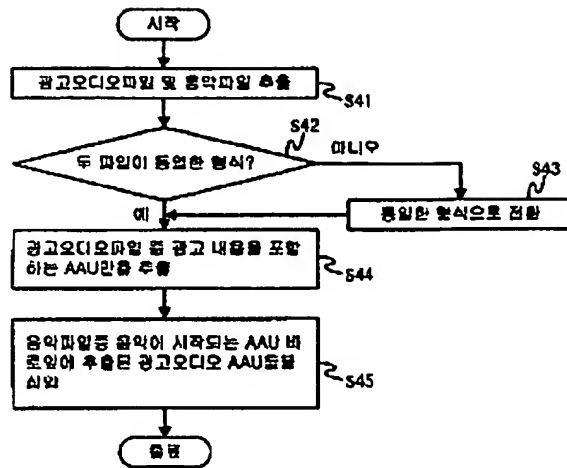 시작
광고오디오파일 및 음악파일 추출
S41
S42
두 파일이 동일한 형식?
아니오
S43
예
동일한 형식으로 전환
광고오디오파일 중 광고 내용을 포함
하는 AAU만을 추출
S44
음악파일중 음악이 시작되는 AAU 바
로앞에 추출된 광고오디오 AAU들을
삽입
S45
종료